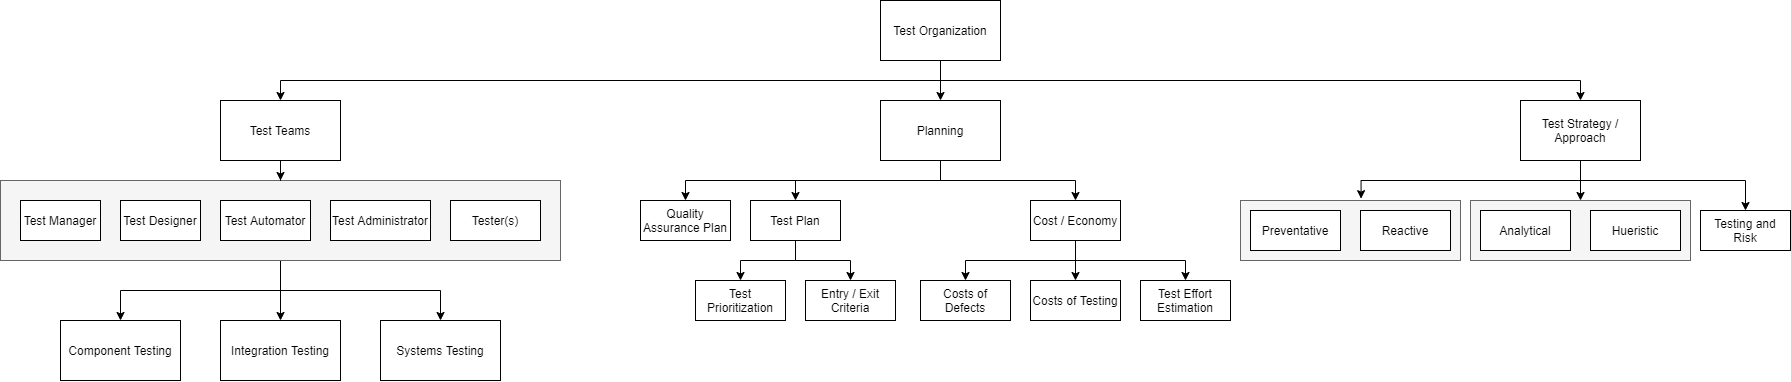 Test Organization
Test Teams
Planning
Test Strategy /
Approach
Test Manager
Test Designer
Test Automator
Test Administrator
Tester(s)
Quality
Assurance Plan
Test Plan
Cost / Economy
Preventative
Reactive
Analytical
Hueristic
Testing and
Risk
Test
Prioritization
Entry / Exit
Criteria
Costs of
Defects
Costs of Testing
Test Effort
Estimation
Component Testing
Integration Testing
Systems Testing